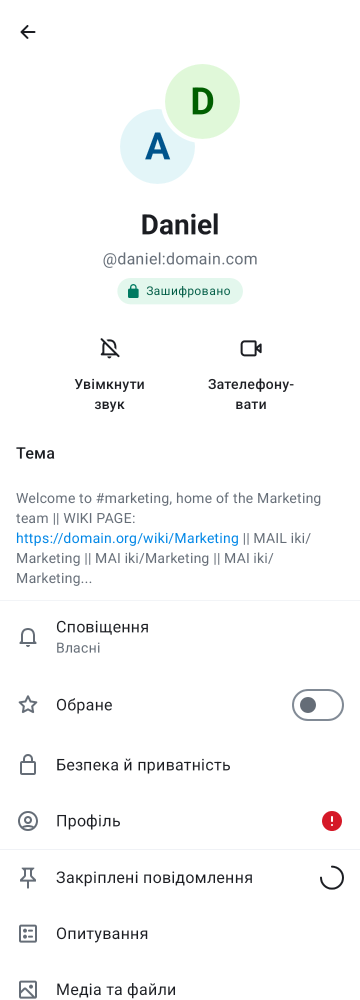 D
A
Daniel
@daniel:domain.com
Зашифровано
Увімкнути
звук
Зателефону-
вати
Тема
Welcome to #marketing, home of the Marketing
team || WIKI PAGE:
https://domain.org/wiki/Marketing || MAIL iki/
Marketing || MAI iki/Marketing || MAI iki/
Marketing...
Сповіщення
Власні
Обране
Безпека й приватність
Профіль
Закріплені повідомлення
Опитування
Медіа та файли